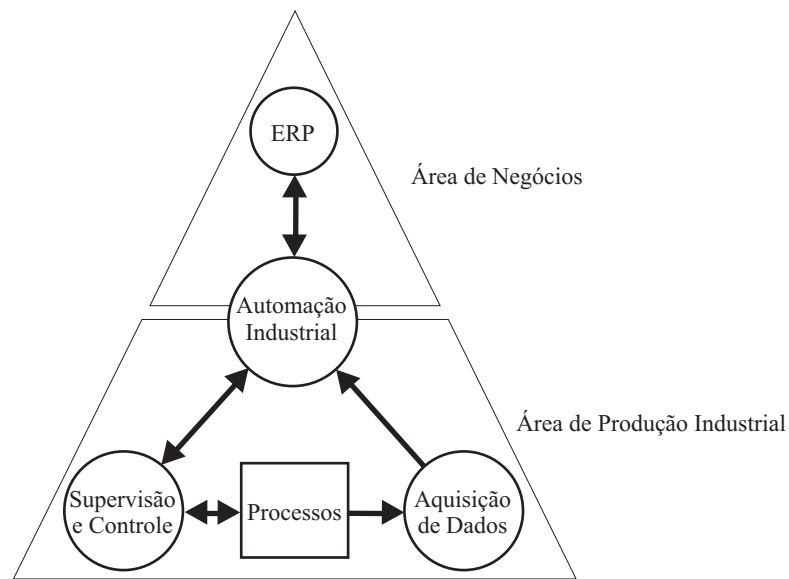 ERP
Área de Negócios
Automação
Industrial
Área de Produção Industrial
Supervisão
e Controle
Processos
Aquisição
de Dados